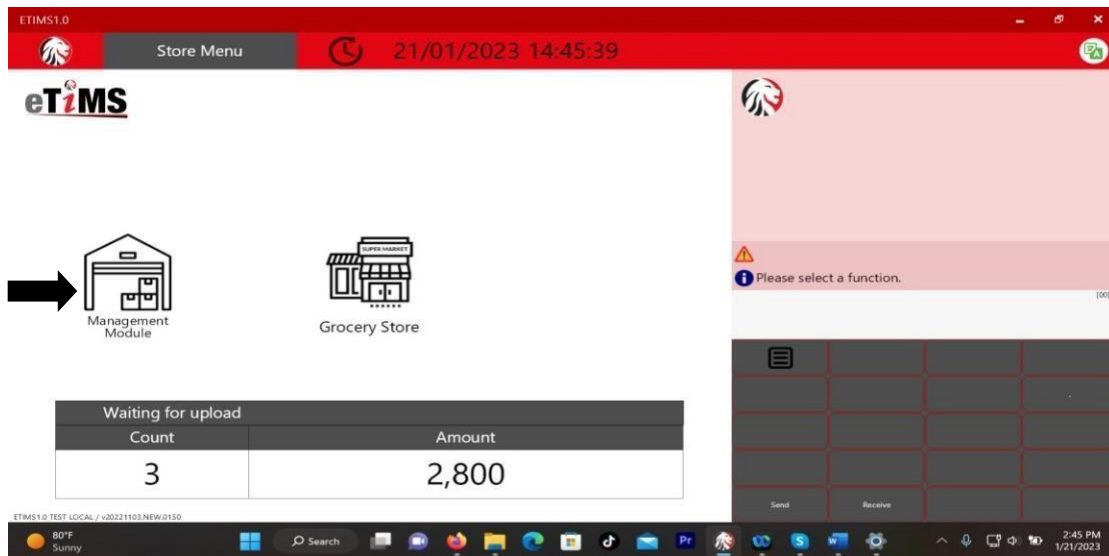 ETIMS1.0
Store Menu
21/01/2023 14:45:39
eTiMS
SUPER MARKET
Management
Module
Grocery Store
Please select a function.
[00]
Waiting for upload
Count
Amount
3
2,800
Send
Receive
ETIMS1.0 TEST LOCAL / v20221103.NEW.0150
80°F
Sunny
Search
Pr
2:45 PM
1/21/2023